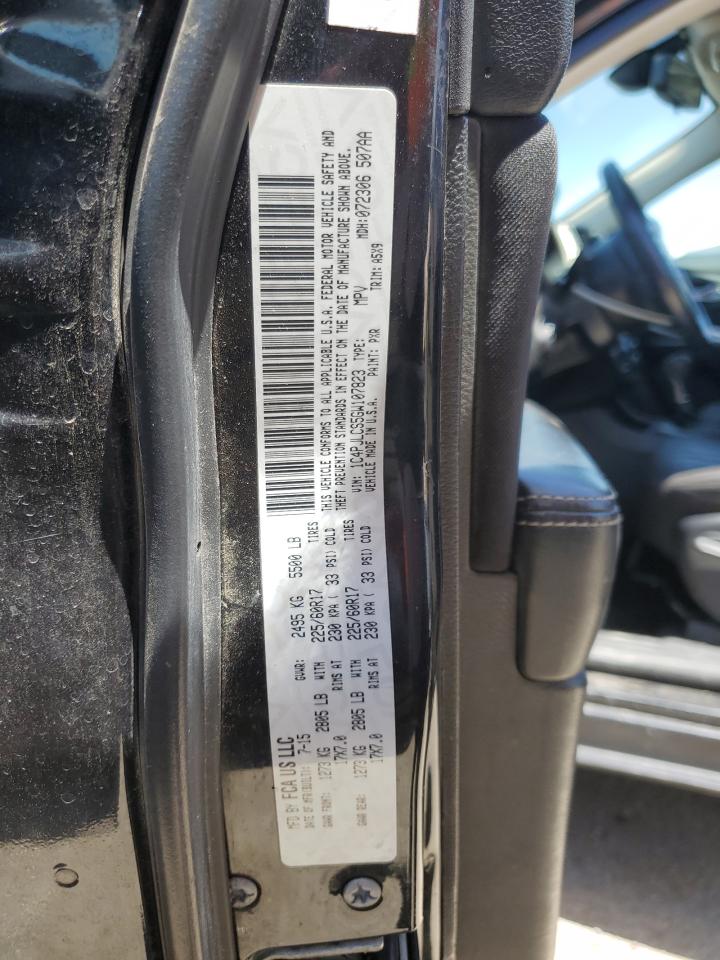 MFD BY FCA US LLC
DATE OF MFR(BUILT): 7-15 GVWR: 2495 KG 5500 LB
GAWR FRONT: 1273 KG 2805 LB WITH 225/60R17 TIRES
17X7.0 RIMS AT 230 KPA ( 33 PSI) COLD
GAWR REAR: 1273 KG 2805 LB WITH 225/60R17 TIRES
17X7.0 RIMS AT 230 KPA ( 33 PSI) COLD
THIS VEHICLE CONFORMS TO ALL APPLICABLE U.S.A. FEDERAL MOTOR VEHICLE SAFETY AND
THEFT PREVENTION STANDARDS IN EFFECT ON THE DATE OF MANUFACTURE SHOWN ABOVE.
VIN: 1C4PJLCS5GW107823 TYPE: MPV MDH:072306 507AA
VEHICLE MADE IN U.S.A. PAINT: PXR TRIM: A5X9